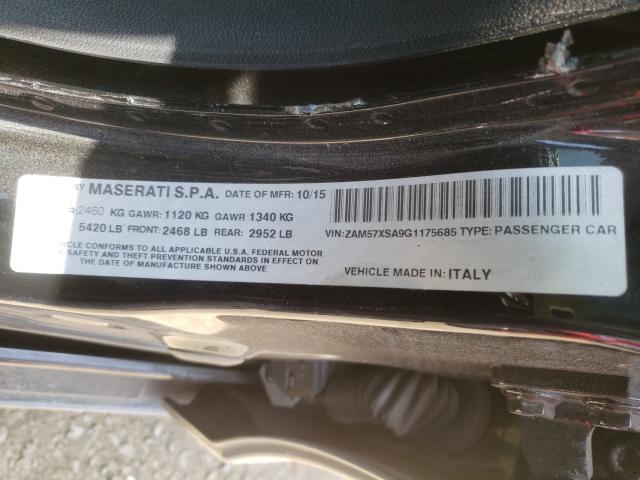 BY MASERATI S.P.A. DATE OF MFR: 10/15
R:2460 KG GAWR: 1120 KG GAWR 1340 KG
5420 LB FRONT: 2468 LB REAR: 2952 LB
VEHICLE CONFORMS TO ALL APPLICABLE U.S.A. FEDERAL MOTOR
SAFETY AND THEFT PREVENTION STANDARDS IN EFFECT ON
THE DATE OF MANUFACTURE SHOWN ABOVE
VIN:ZAM57XSA9G1175685 TYPE: PASSENGER CAR
VEHICLE MADE IN: ITALY